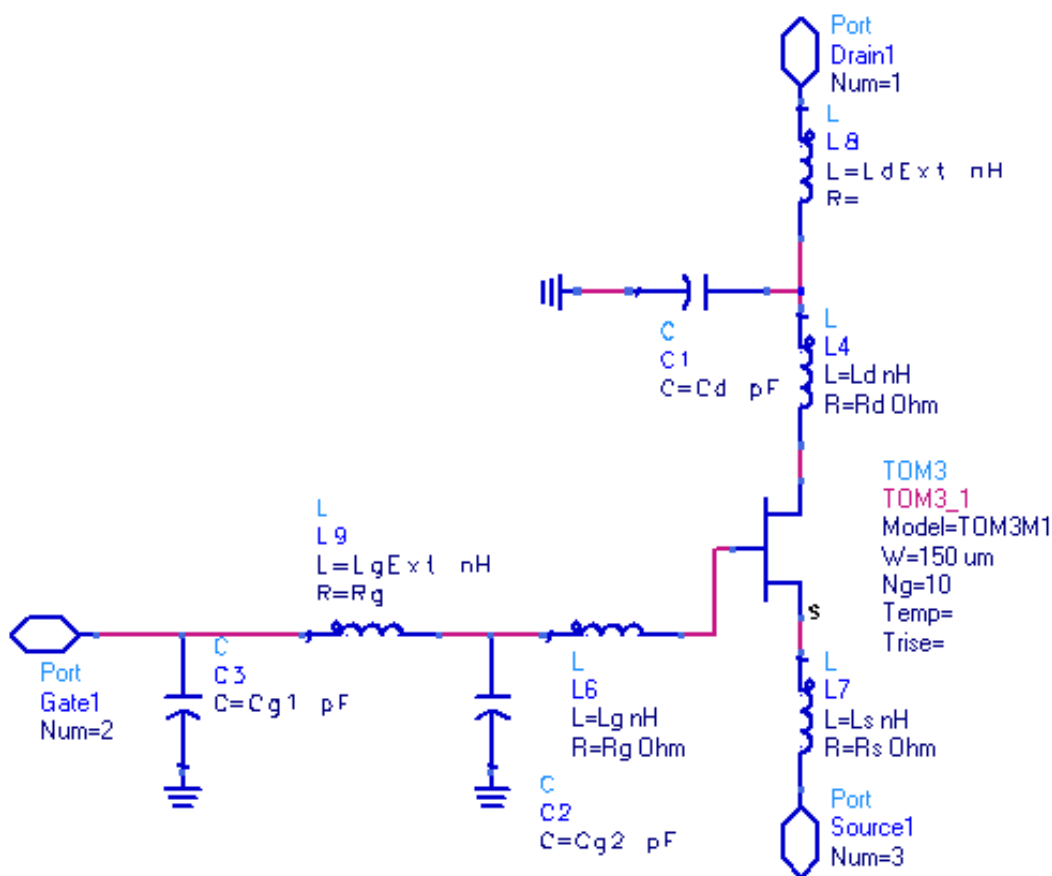 Port
Drain1
Num=1
L
L8
L=LdExt nH
R=
C
C1
C=Cd pF
L
L4
L=Ld nH
R=Rd Ohm
TOM3
TOM3_1
Model=TOM3M1
W=150 um
Ng=10
Temp=
Trise=
L
L9
L=LgExt nH
R=Rg
S
Port
Gate1
Num=2
C
C3
C=Cg1 pF
L
L6
L=Lg nH
R=Rg Ohm
L
L7
L=Ls nH
R=Rs Ohm
C
C2
C=Cg2 pF
Port
Source1
Num=3